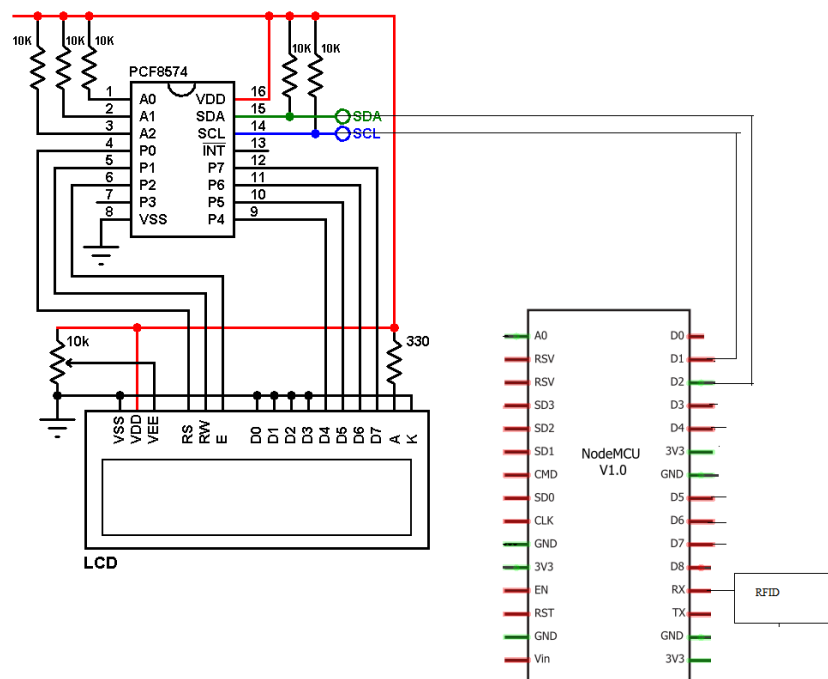 10K 10K 10K 10K 10K
PCF8574
1 A0 VDD 16
2 A1 SDA 15 SDA
3 A2 SCL 14 SCL
4 P0 INT 13
5 P1 P7 12
6 P2 P6 11
7 P3 P5 10
8 VSS P4 9
10k 330
VSS VDD VEE RS RW E D0 D1 D2 D3 D4 D5 D6 D7 A K
LCD
A0 D0
RSV D1
RSV D2
SD3 D3
SD2 D4
SD1 3V3
NodeMCU
V1.0
CMD GND
SD0 D5
CLK D6
GND D7
3V3 D8
EN RX
RFID
RST TX
GND GND
Vin 3V3